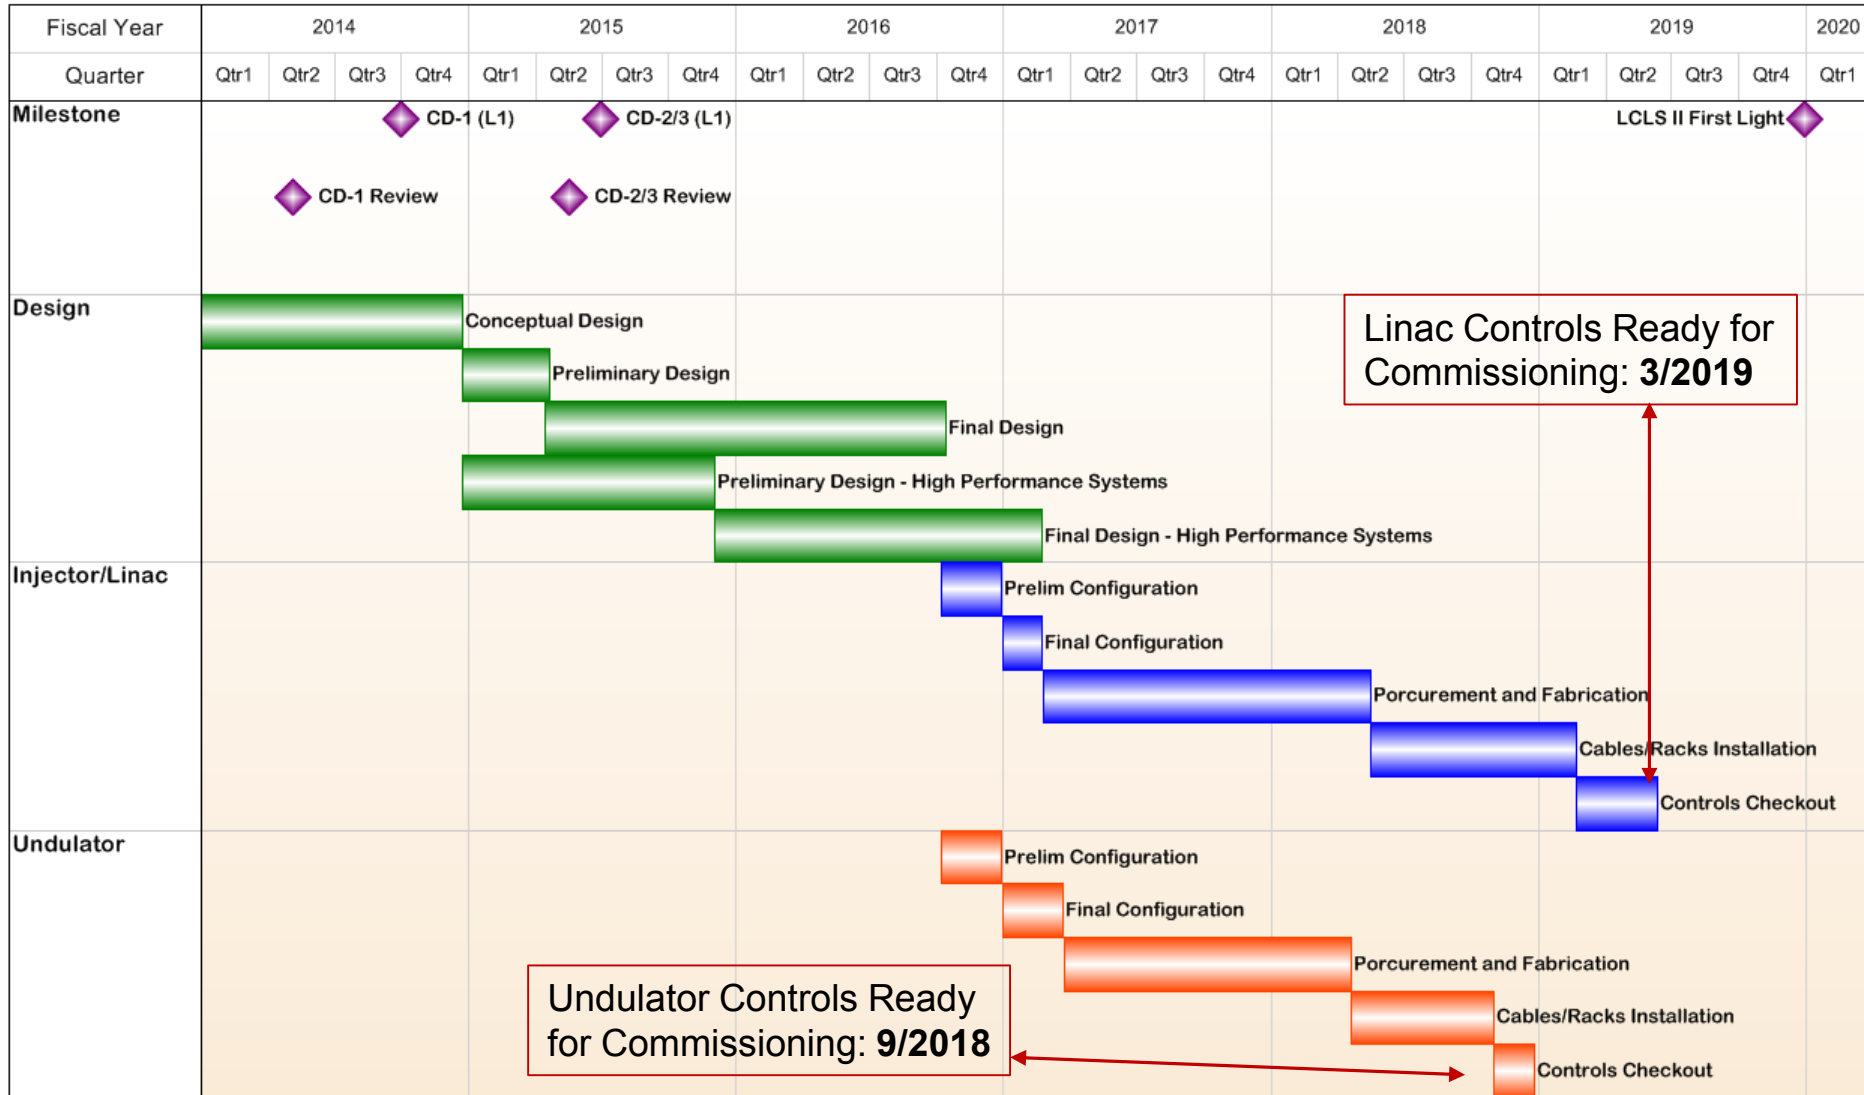 Fiscal Year 2014 2015 2016 2017 2018 2019 2020
Quarter Qtr1 Qtr2 Qtr3 Qtr4 Qtr1 Qtr2 Qtr3 Qtr4 Qtr1 Qtr2 Qtr3 Qtr4 Qtr1 Qtr2 Qtr3 Qtr4 Qtr1 Qtr2 Qtr3 Qtr4 Qtr1 Qtr2 Qtr3 Qtr4 Qtr1
Milestone CD-1 (L1) CD-2/3 (L1) LCLS II First Light
CD-1 Review CD-2/3 Review
Design
Conceptual Design
Linac Controls Ready for
Commissioning: 3/2019
Preliminary Design
Final Design
Preliminary Design - High Performance Systems
Final Design - High Performance Systems
Injector/Linac
Prelim Configuration
Final Configuration
Porcurement and Fabrication
Cables/Racks Installation
Controls Checkout
Undulator
Prelim Configuration
Final Configuration
Porcurement and Fabrication
Undulator Controls Ready
for Commissioning: 9/2018
Cables/Racks Installation
Controls Checkout